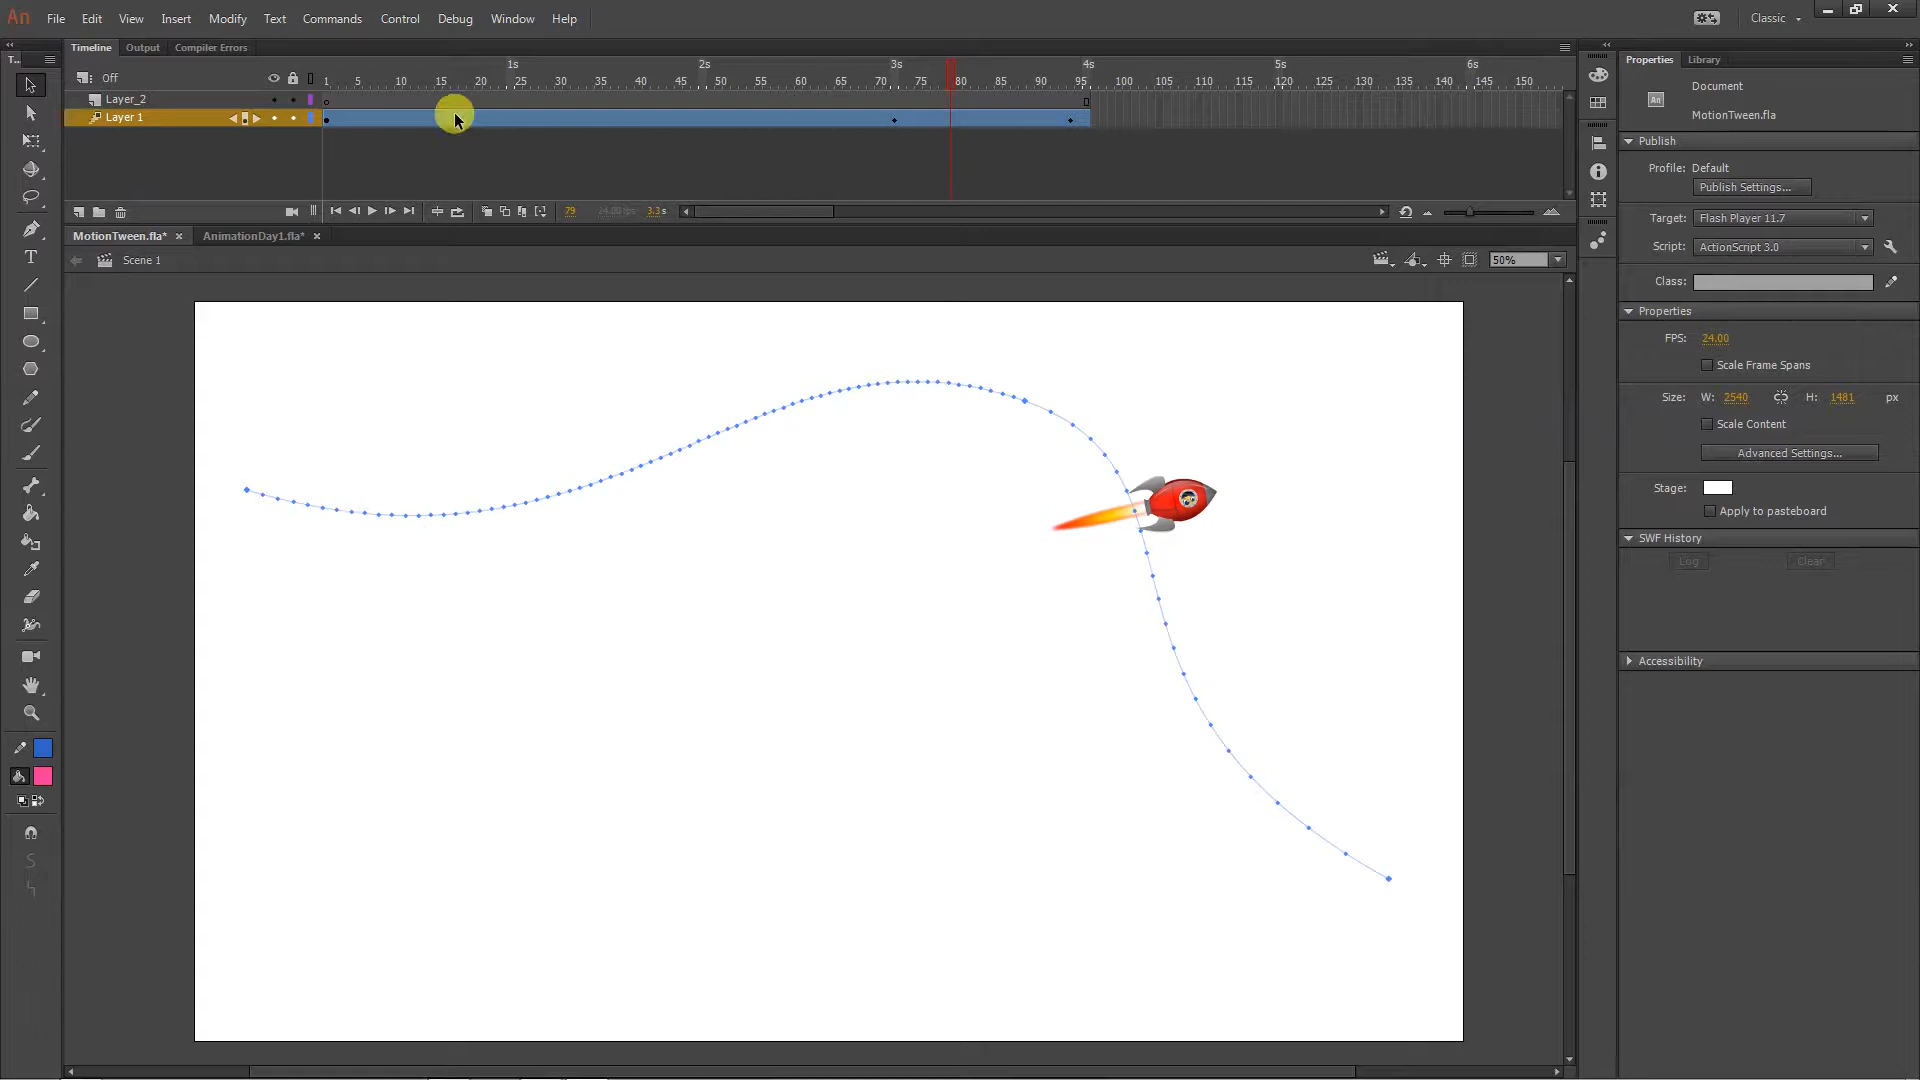 An File Edit View Insert Modify Text Commands Control Debug Window Help Classic
Timeline Output Compiler Errors
T...
Properties Library
Off
1s 2s 3s 4s 5s 6s
1 5 10 15 20 25 30 35 40 45 50 55 60 65 70 75 80 85 90 95 100 105 110 115 120 125 130 135 140 145 150
Layer_2
Layer 1
79 24.00 fps 3.3 s
MotionTween.fla* × AnimationDay1.fla* ×
Scene 1
50%
T
An
Document
MotionTween.fla
Publish
Profile: Default
Publish Settings...
Target: Flash Player 11.7
Script: ActionScript 3.0
Class:
Properties
FPS: 24.00
Scale Frame Spans
Size: W: 2540 H: 1481 px
Scale Content
Advanced Settings...
Stage:
Apply to pasteboard
SWF History
Log Clear
Accessibility